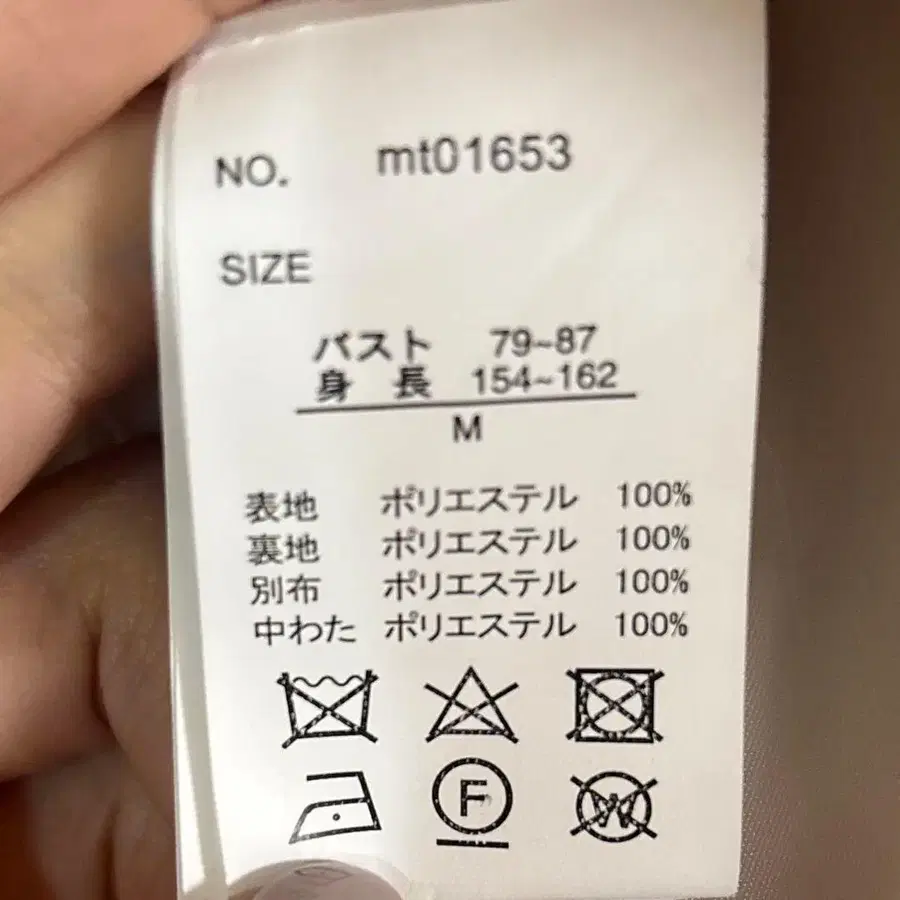 NO. mt01653
SIZE
バスト 79~87
身 長 154~162
M
表地 ポリエステル 100%
裏地 ポリエステル 100%
別布 ポリエステル 100%
中わた ポリエステル 100%
F W